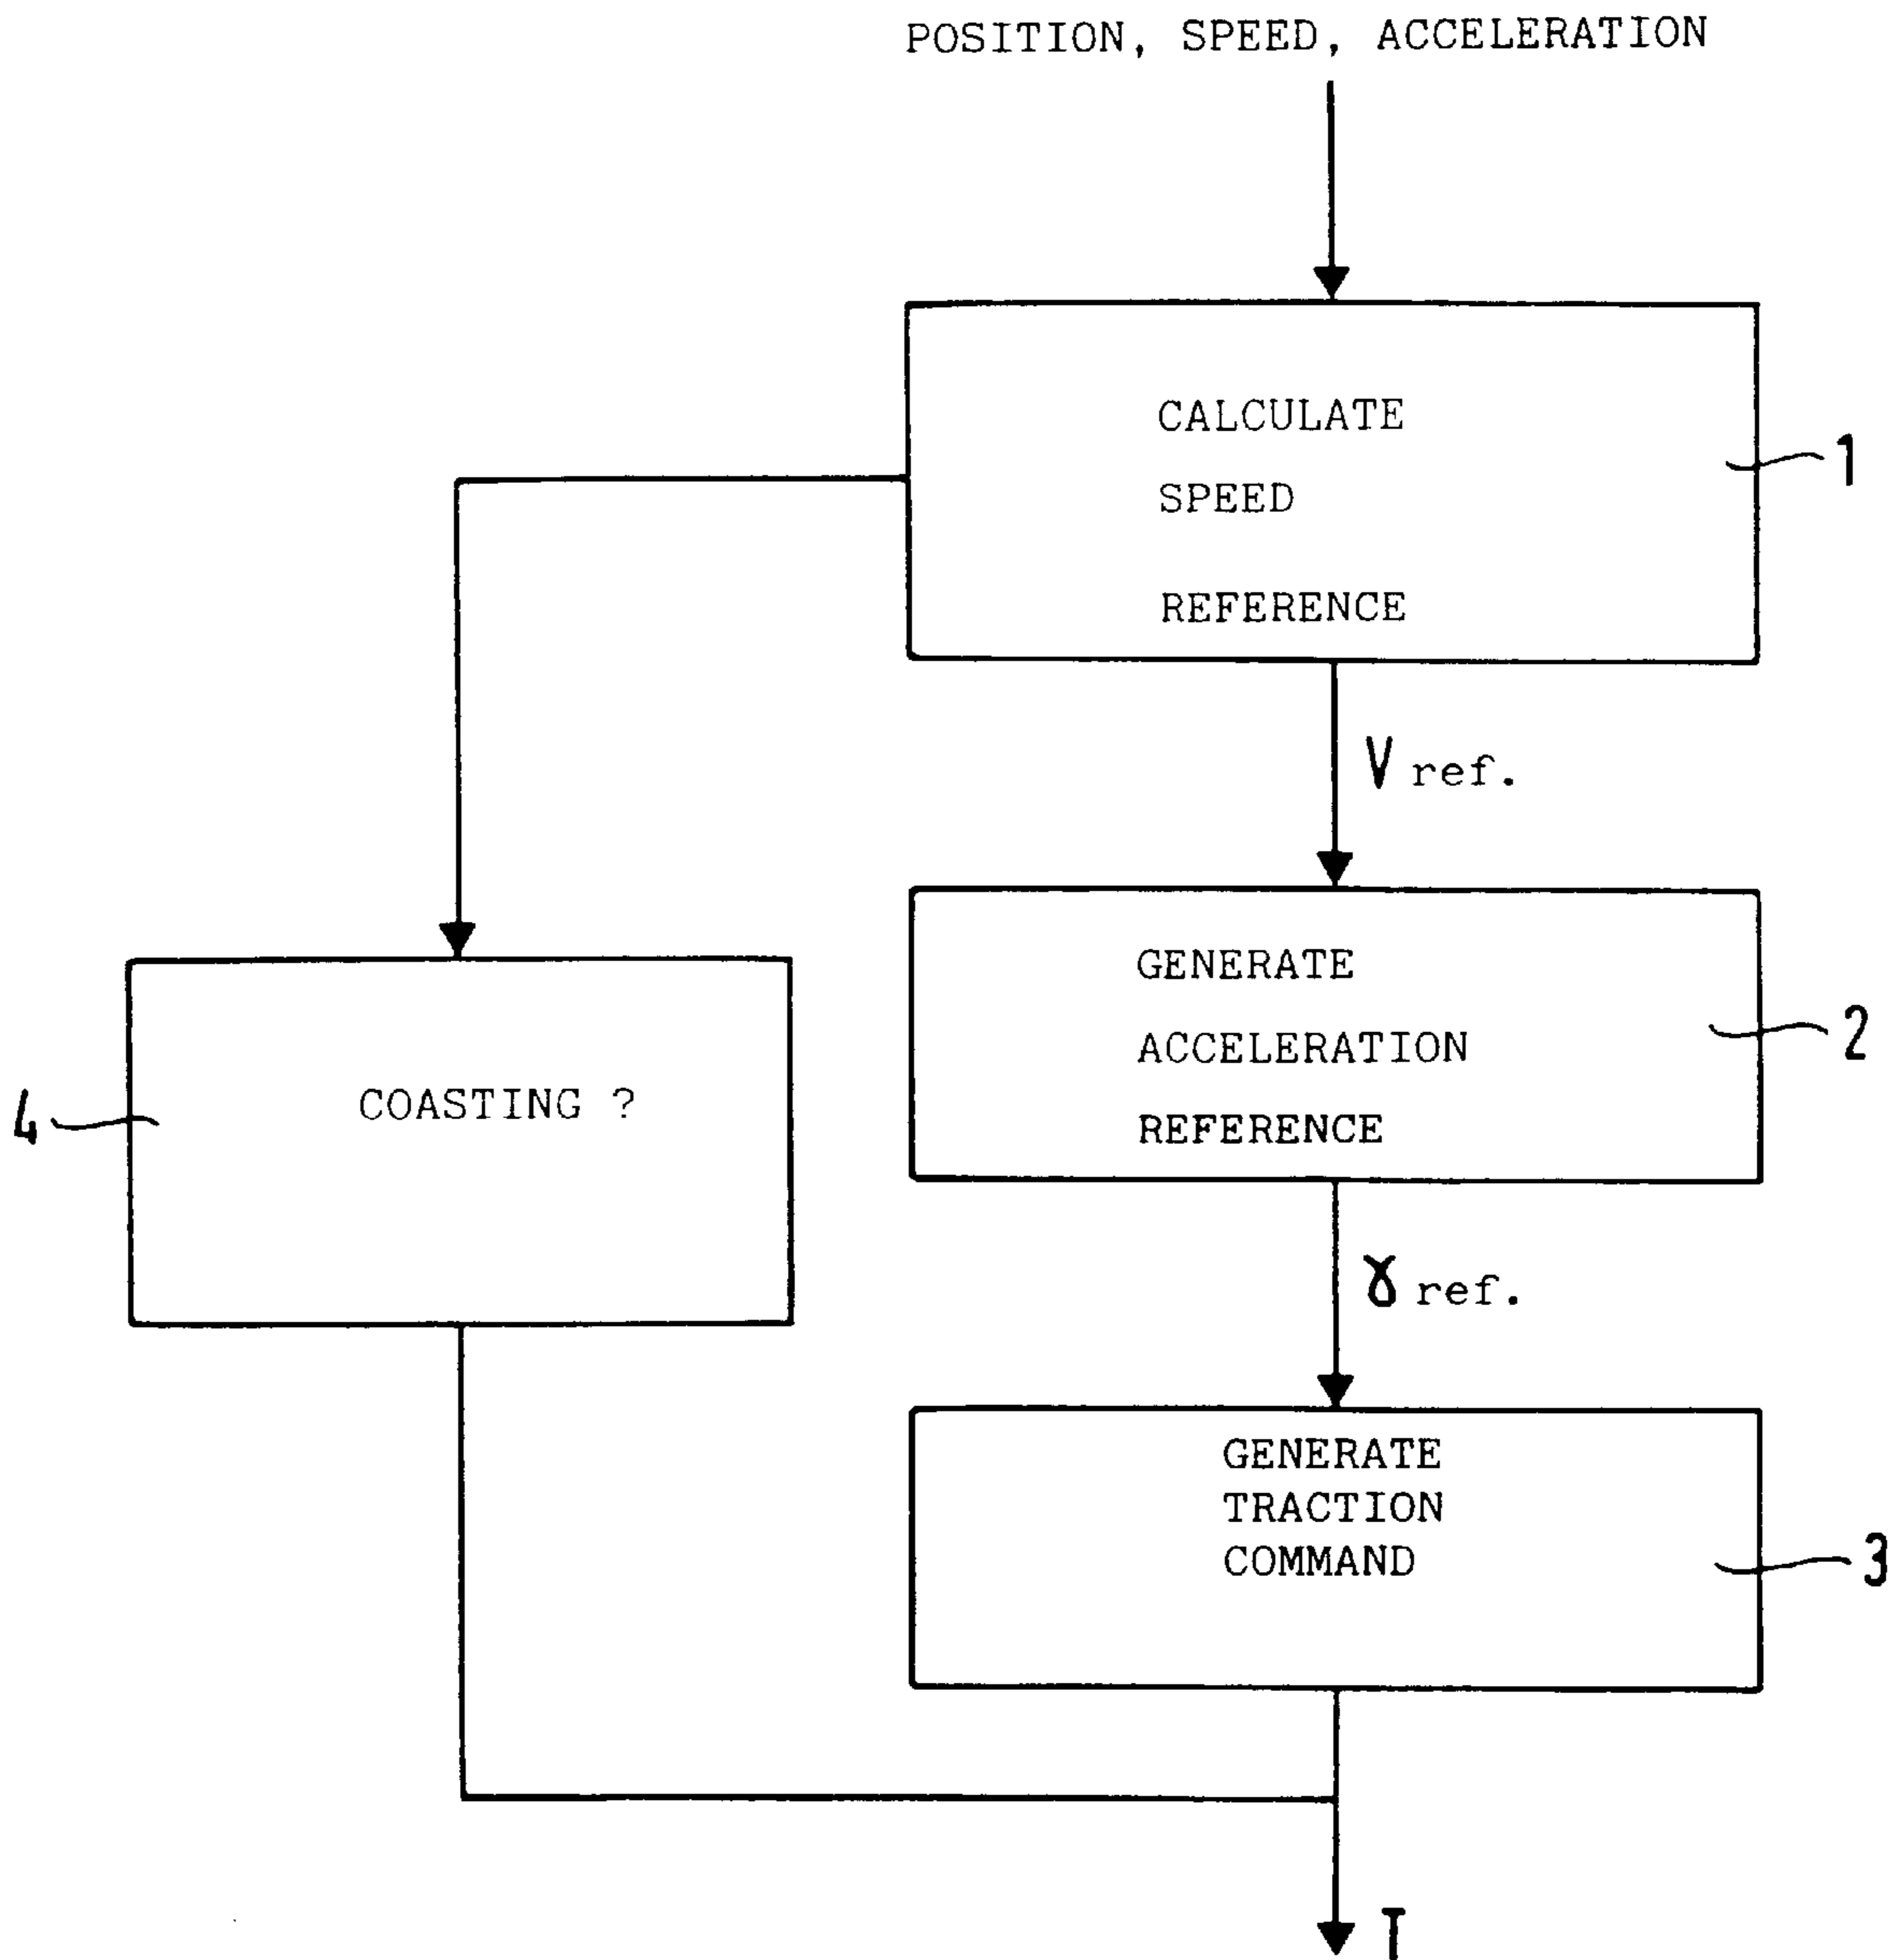 POSITION, SPEED, ACCELERATION
CALCULATE
SPEED
REFERENCE
1
V ref.
GENERATE
ACCELERATION
REFERENCE
2
COASTING ?
4
γ ref.
GENERATE
TRACTION
COMMAND
3
T